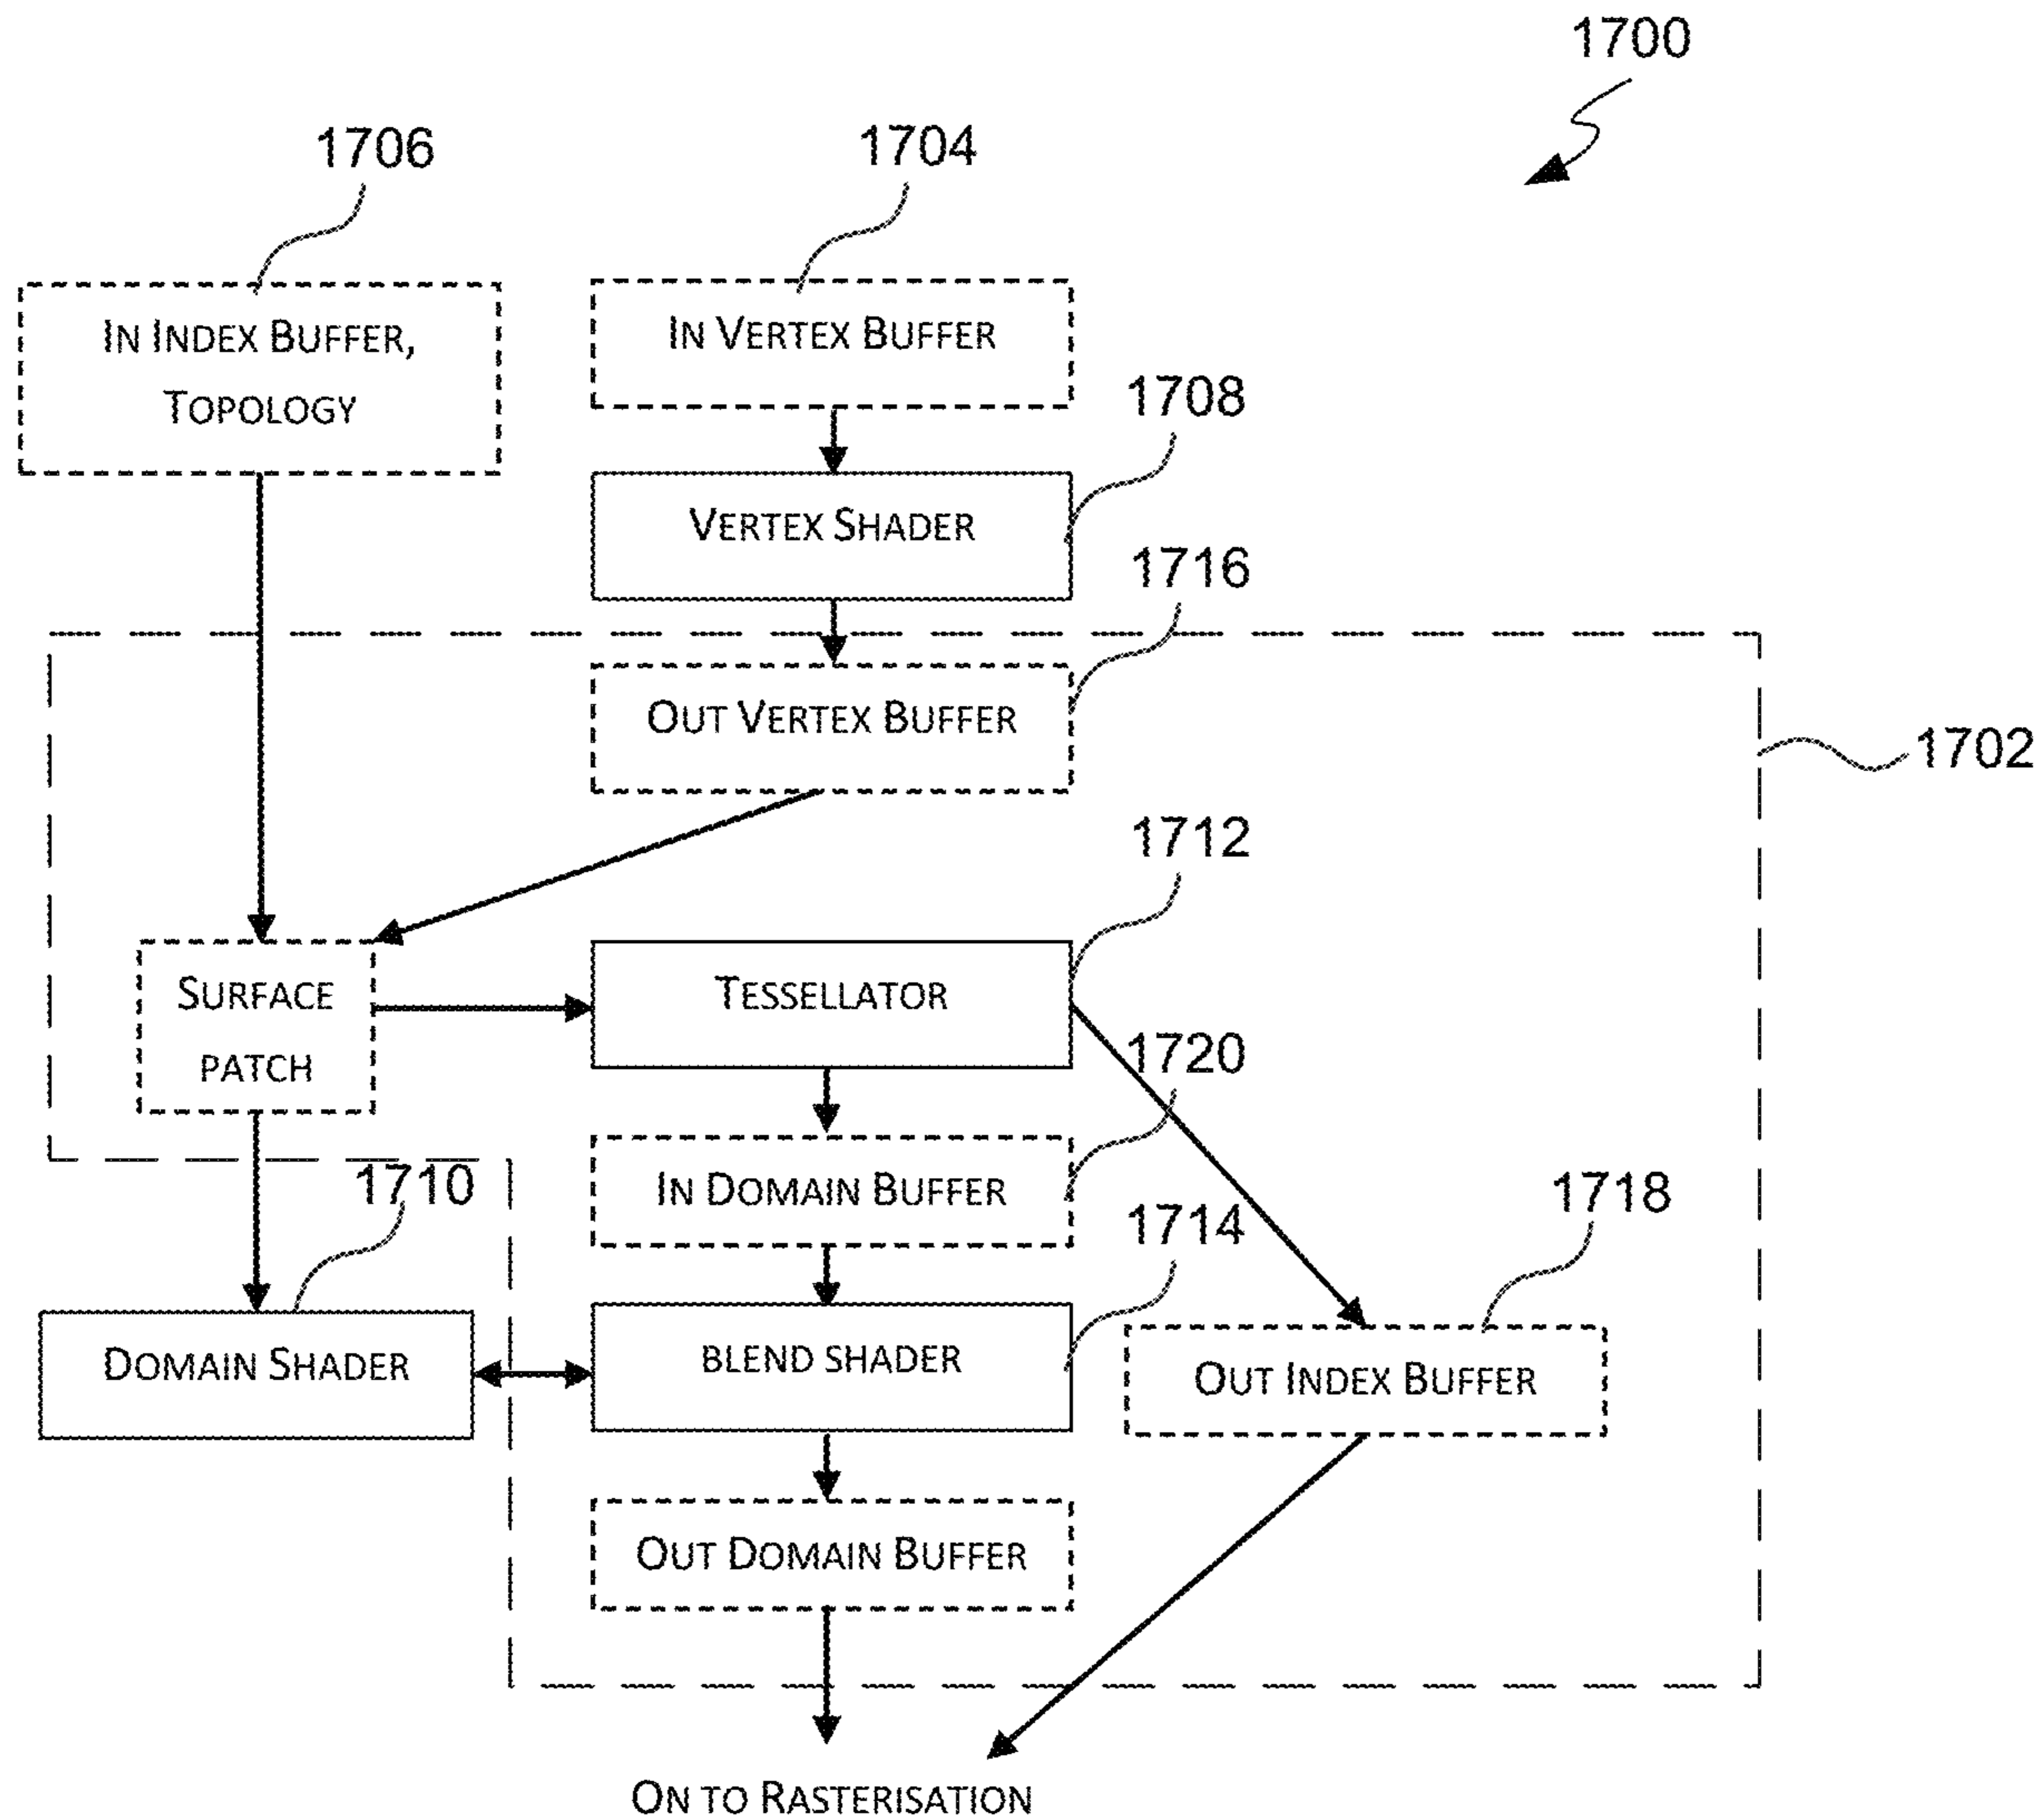 1700
1706
1704
IN INDEX BUFFER,
TOPOLOGY
IN VERTEX BUFFER
1708
VERTEX SHADER
1716
OUT VERTEX BUFFER
1702
1712
SURFACE
PATCH
TESSELLATOR
1720
IN DOMAIN BUFFER
1710
1718
1714
DOMAIN SHADER
BLEND SHADER
OUT INDEX BUFFER
OUT DOMAIN BUFFER
ON TO RASTERISATION